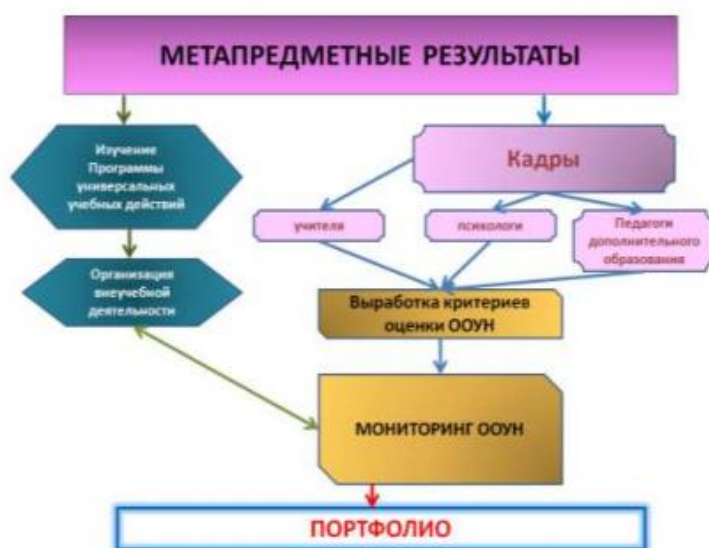 МЕТАПРЕДМЕТНЫЕ РЕЗУЛЬТАТЫ
Изучение
Программы
универсальных
учебных действий
Кадры
учителя
психологи
Педагоги
дополнительного
образования
Организация
внеучебной
деятельности
Выработка критериев
оценки ООУН
МОНИТОРИНГ ООУН
ПОРТФОЛИО